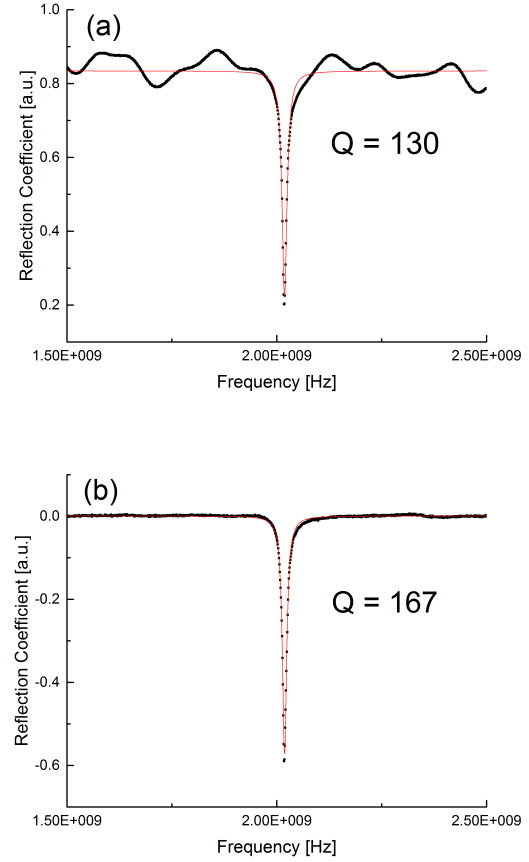 (a)
1.0
0.8
0.6
0.4
0.2
Reflection Coefficient [a.u.]
Q = 130
1.50E+009
2.00E+009
2.50E+009
Frequency [Hz]
(b)
0.0
-0.2
-0.4
-0.6
Reflection Coefficient [a.u.]
Q = 167
1.50E+009
2.00E+009
2.50E+009
Frequency [Hz]